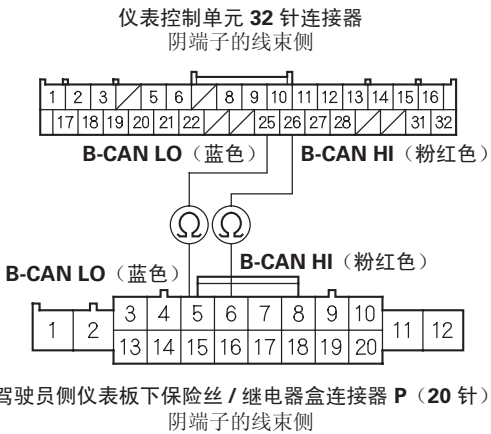 仪表控制单元 32 针连接器
阴端子的线束侧
1 2 3 5 6 8 9 10 11 12 13 14 15 16
17 18 19 20 21 22 25 26 27 28 31 32
B-CAN LO（蓝色） B-CAN HI（粉红色）
Ω Ω
B-CAN LO（蓝色） B-CAN HI（粉红色）
1 2 3 4 5 6 7 8 9 10 11 12
13 14 15 16 17 18 19 20
驾驶员侧仪表板下保险丝 / 继电器盒连接器 P（20 针）
阴端子的线束侧